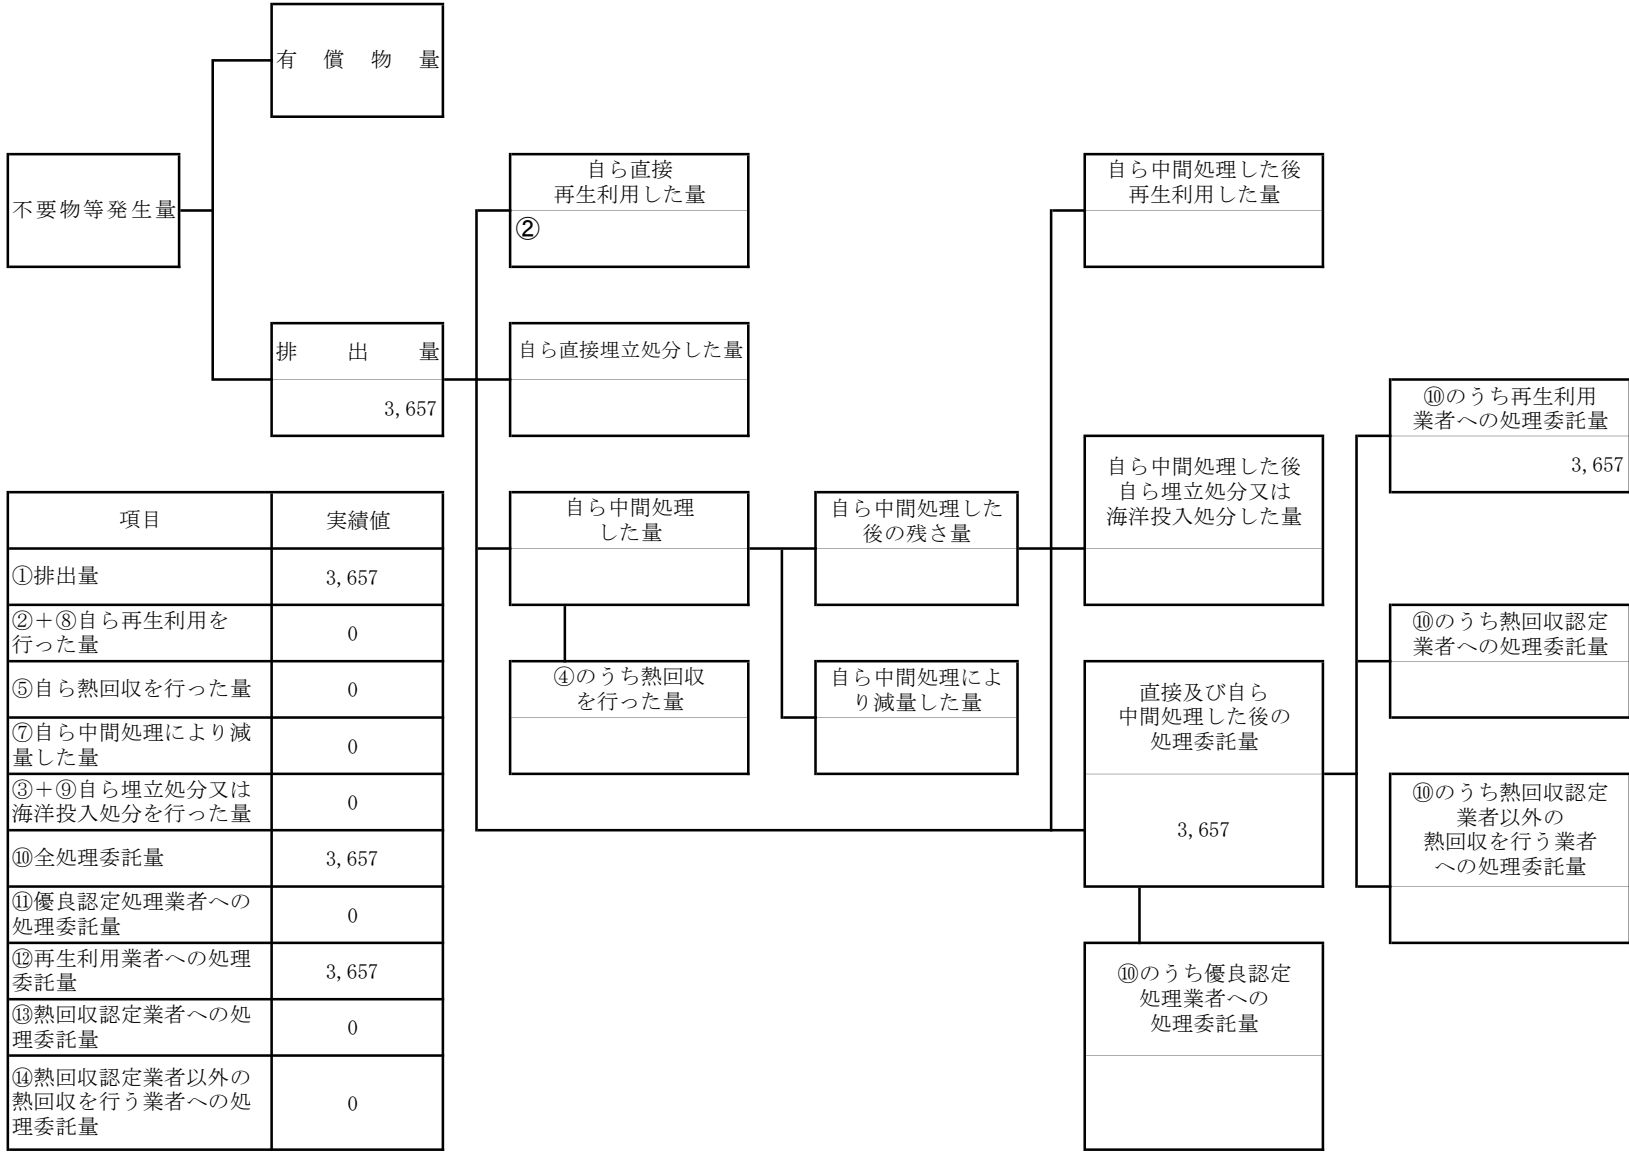 有償物量
不要物等発生量
自ら直接
再生利用した量
②
自ら中間処理した後
再生利用した量
排出量
3,657
自ら直接埋立処分した量
⑩のうち再生利用
業者への処理委託量
3,657
自ら中間処理した後
自ら埋立処分又は
海洋投入処分した量
自ら中間処理
した量
自ら中間処理した
後の残さ量
⑩のうち熱回収認定
業者への処理委託量
④のうち熱回収
を行った量
自ら中間処理によ
り減量した量
直接及び自ら
中間処理した後の
処理委託量
3,657
⑩のうち熱回収認定
業者以外の
熱回収を行う業者
への処理委託量
⑩のうち優良認定
処理業者への
処理委託量
項目 実績値
①排出量 3,657
②＋⑧自ら再生利用を
行った量 0
⑤自ら熱回収を行った量 0
⑦自ら中間処理により減
量した量 0
③＋⑨自ら埋立処分又は
海洋投入処分を行った量 0
⑩全処理委託量 3,657
⑪優良認定処理業者への
処理委託量 0
⑫再生利用業者への処理
委託量 3,657
⑬熱回収認定業者への処
理委託量 0
⑭熱回収認定業者以外の
熱回収を行う業者への処
理委託量 0